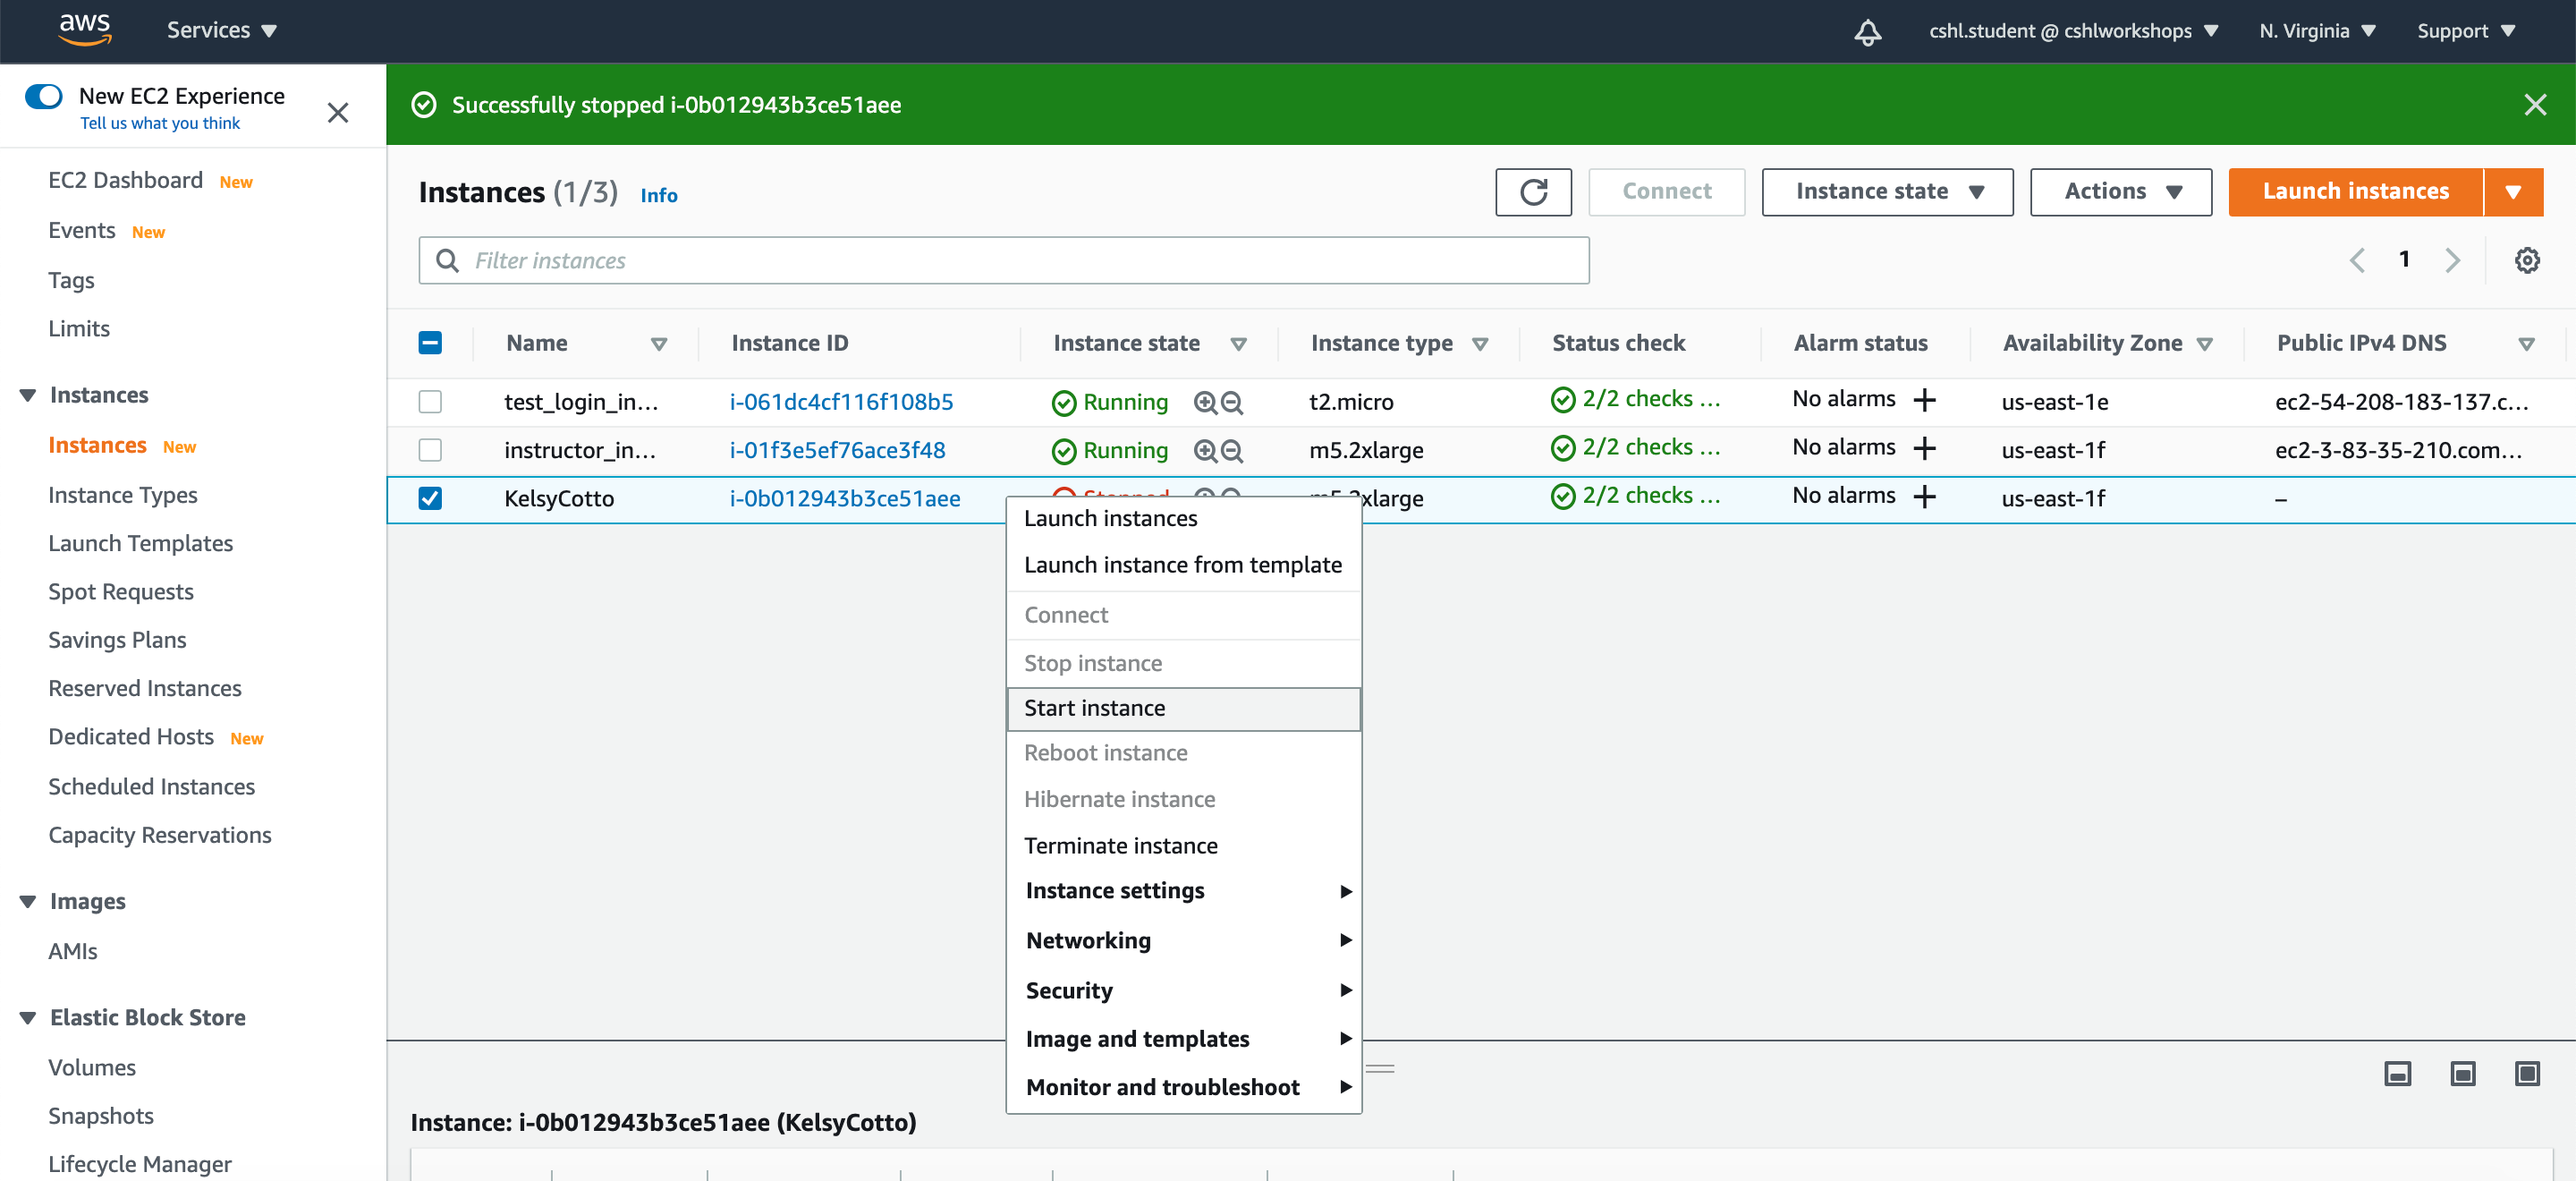 aws Services cshl.student @ cshlworkshops N. Virginia Support
New EC2 Experience
Tell us what you think
Successfully stopped i-0b012943b3ce51aee
EC2 Dashboard New
Events New
Tags
Limits
Instances
Instances New
Instance Types
Launch Templates
Spot Requests
Savings Plans
Reserved Instances
Dedicated Hosts New
Scheduled Instances
Capacity Reservations
Images
AMIs
Elastic Block Store
Volumes
Snapshots
Lifecycle Manager
Instances (1/3) Info
Connect Instance state Actions Launch instances
Filter instances
1
Name Instance ID Instance state Instance type Status check Alarm status Availability Zone Public IPv4 DNS
test_login_in... i-061dc4cf116f108b5 Running t2.micro 2/2 checks ... No alarms us-east-1e ec2-54-208-183-137.c...
instructor_in... i-01f3e5ef76ace3f48 Running m5.2xlarge 2/2 checks ... No alarms us-east-1f ec2-3-83-35-210.com...
KelsyCotto i-0b012943b3ce51aee Stopped m5.2xlarge 2/2 checks ... No alarms us-east-1f –
Launch instances
Launch instance from template
Connect
Stop instance
Start instance
Reboot instance
Hibernate instance
Terminate instance
Instance settings
Networking
Security
Image and templates
Monitor and troubleshoot
Instance: i-0b012943b3ce51aee (KelsyCotto)